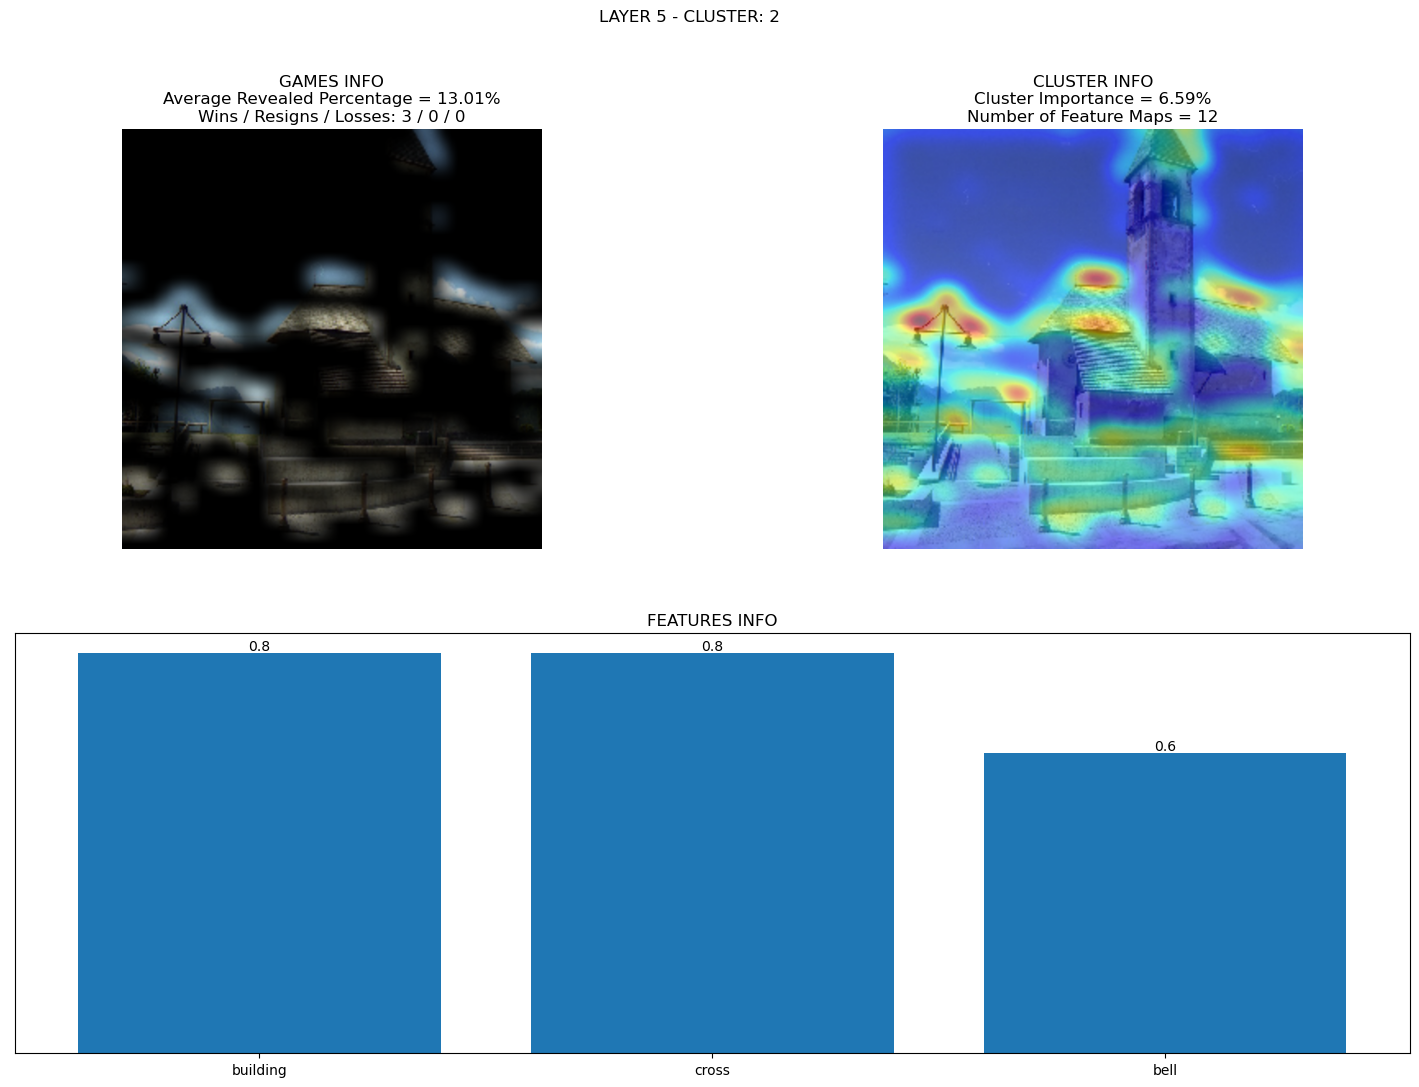 LAYER 5 - CLUSTER: 2
GAMES INFO
Average Revealed Percentage = 13.01%
Wins / Resigns / Losses: 3 / 0 / 0
CLUSTER INFO
Cluster Importance = 6.59%
Number of Feature Maps = 12
FEATURES INFO
0.8
0.8
0.6
building
cross
bell